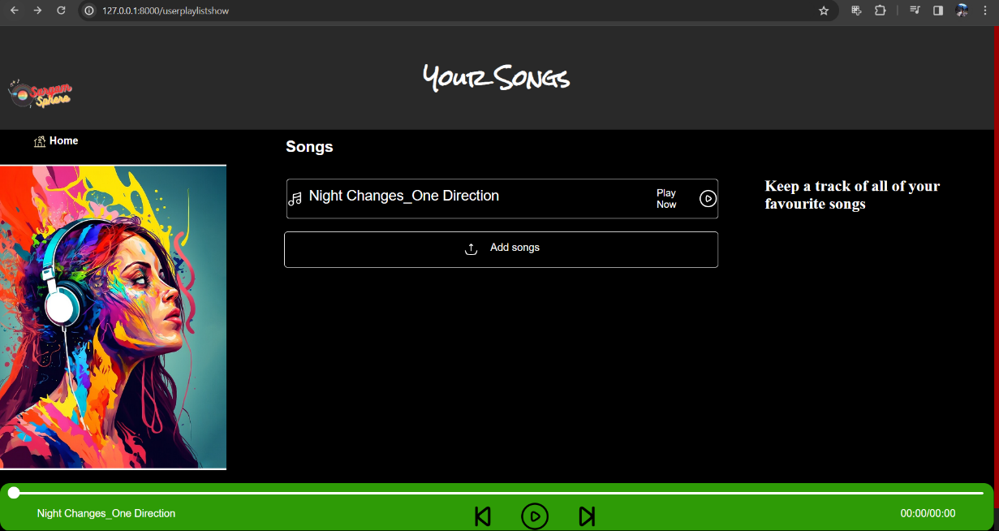 127.0.0.1:8000/userplaylistshow
Your Songs
Sargam
Sphere
Home
Songs
Night Changes_One Direction
Play
Now
Keep a track of all of your
favourite songs
Add songs
Night Changes_One Direction
00:00/00:00